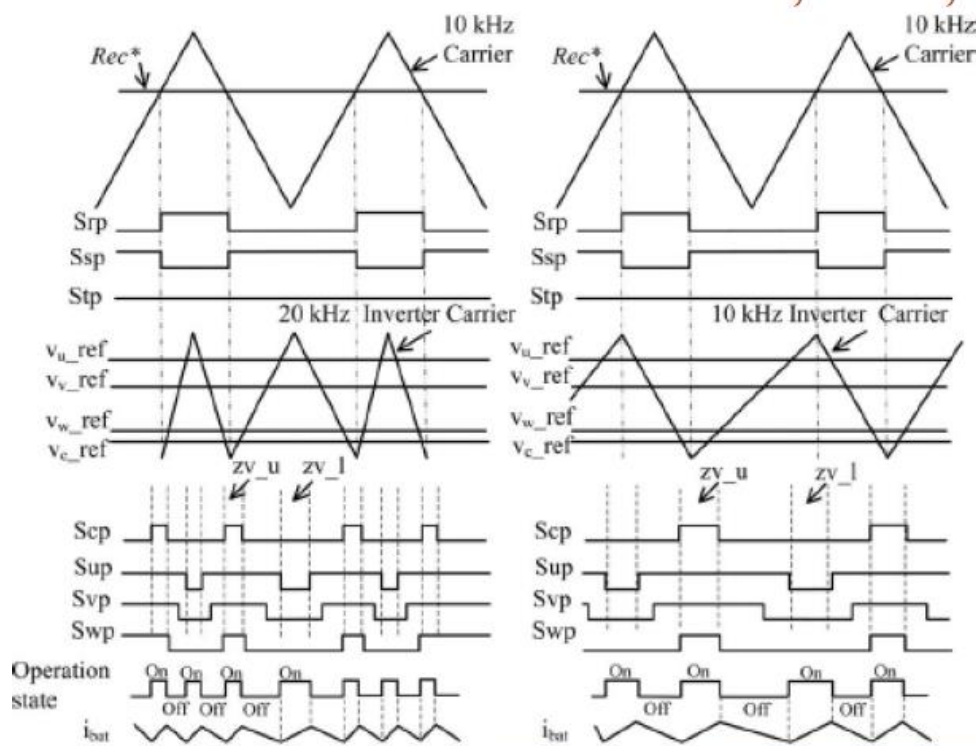 10 kHz
Carrier
Rec*
Srp
Ssp
Stp
20 kHz Inverter Carrier
vu_ref
vv_ref
vw_ref
vc_ref
zv_u
zv_l
Scp
Sup
Svp
Swp
Operation
state
On On On On
Off Off Off
ibat
10 kHz
Carrier
Rec*
Srp
Ssp
Stp
10 kHz Inverter Carrier
vu_ref
vv_ref
vw_ref
vc_ref
zv_u
zv_l
Scp
Sup
Svp
Swp
On On On On
Off Off Off
ibat